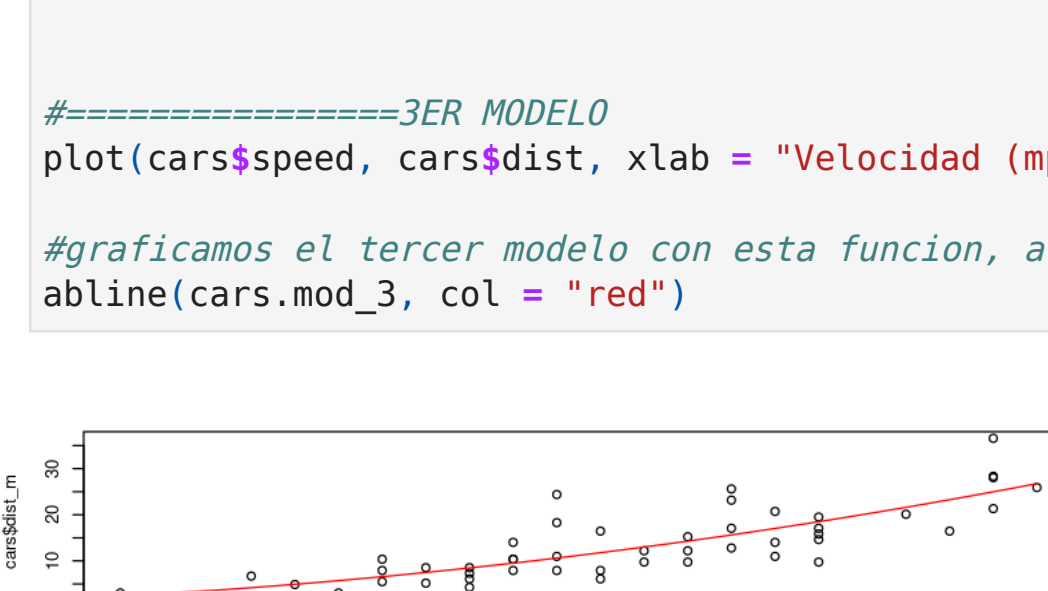 #================3ER MODELO
plot(cars$speed, cars$dist, xlab = "Velocidad (m
#graficamos el tercer modelo con esta funcion, a
abline(cars.mod_3, col = "red")
30
20
10
cars$dist_m